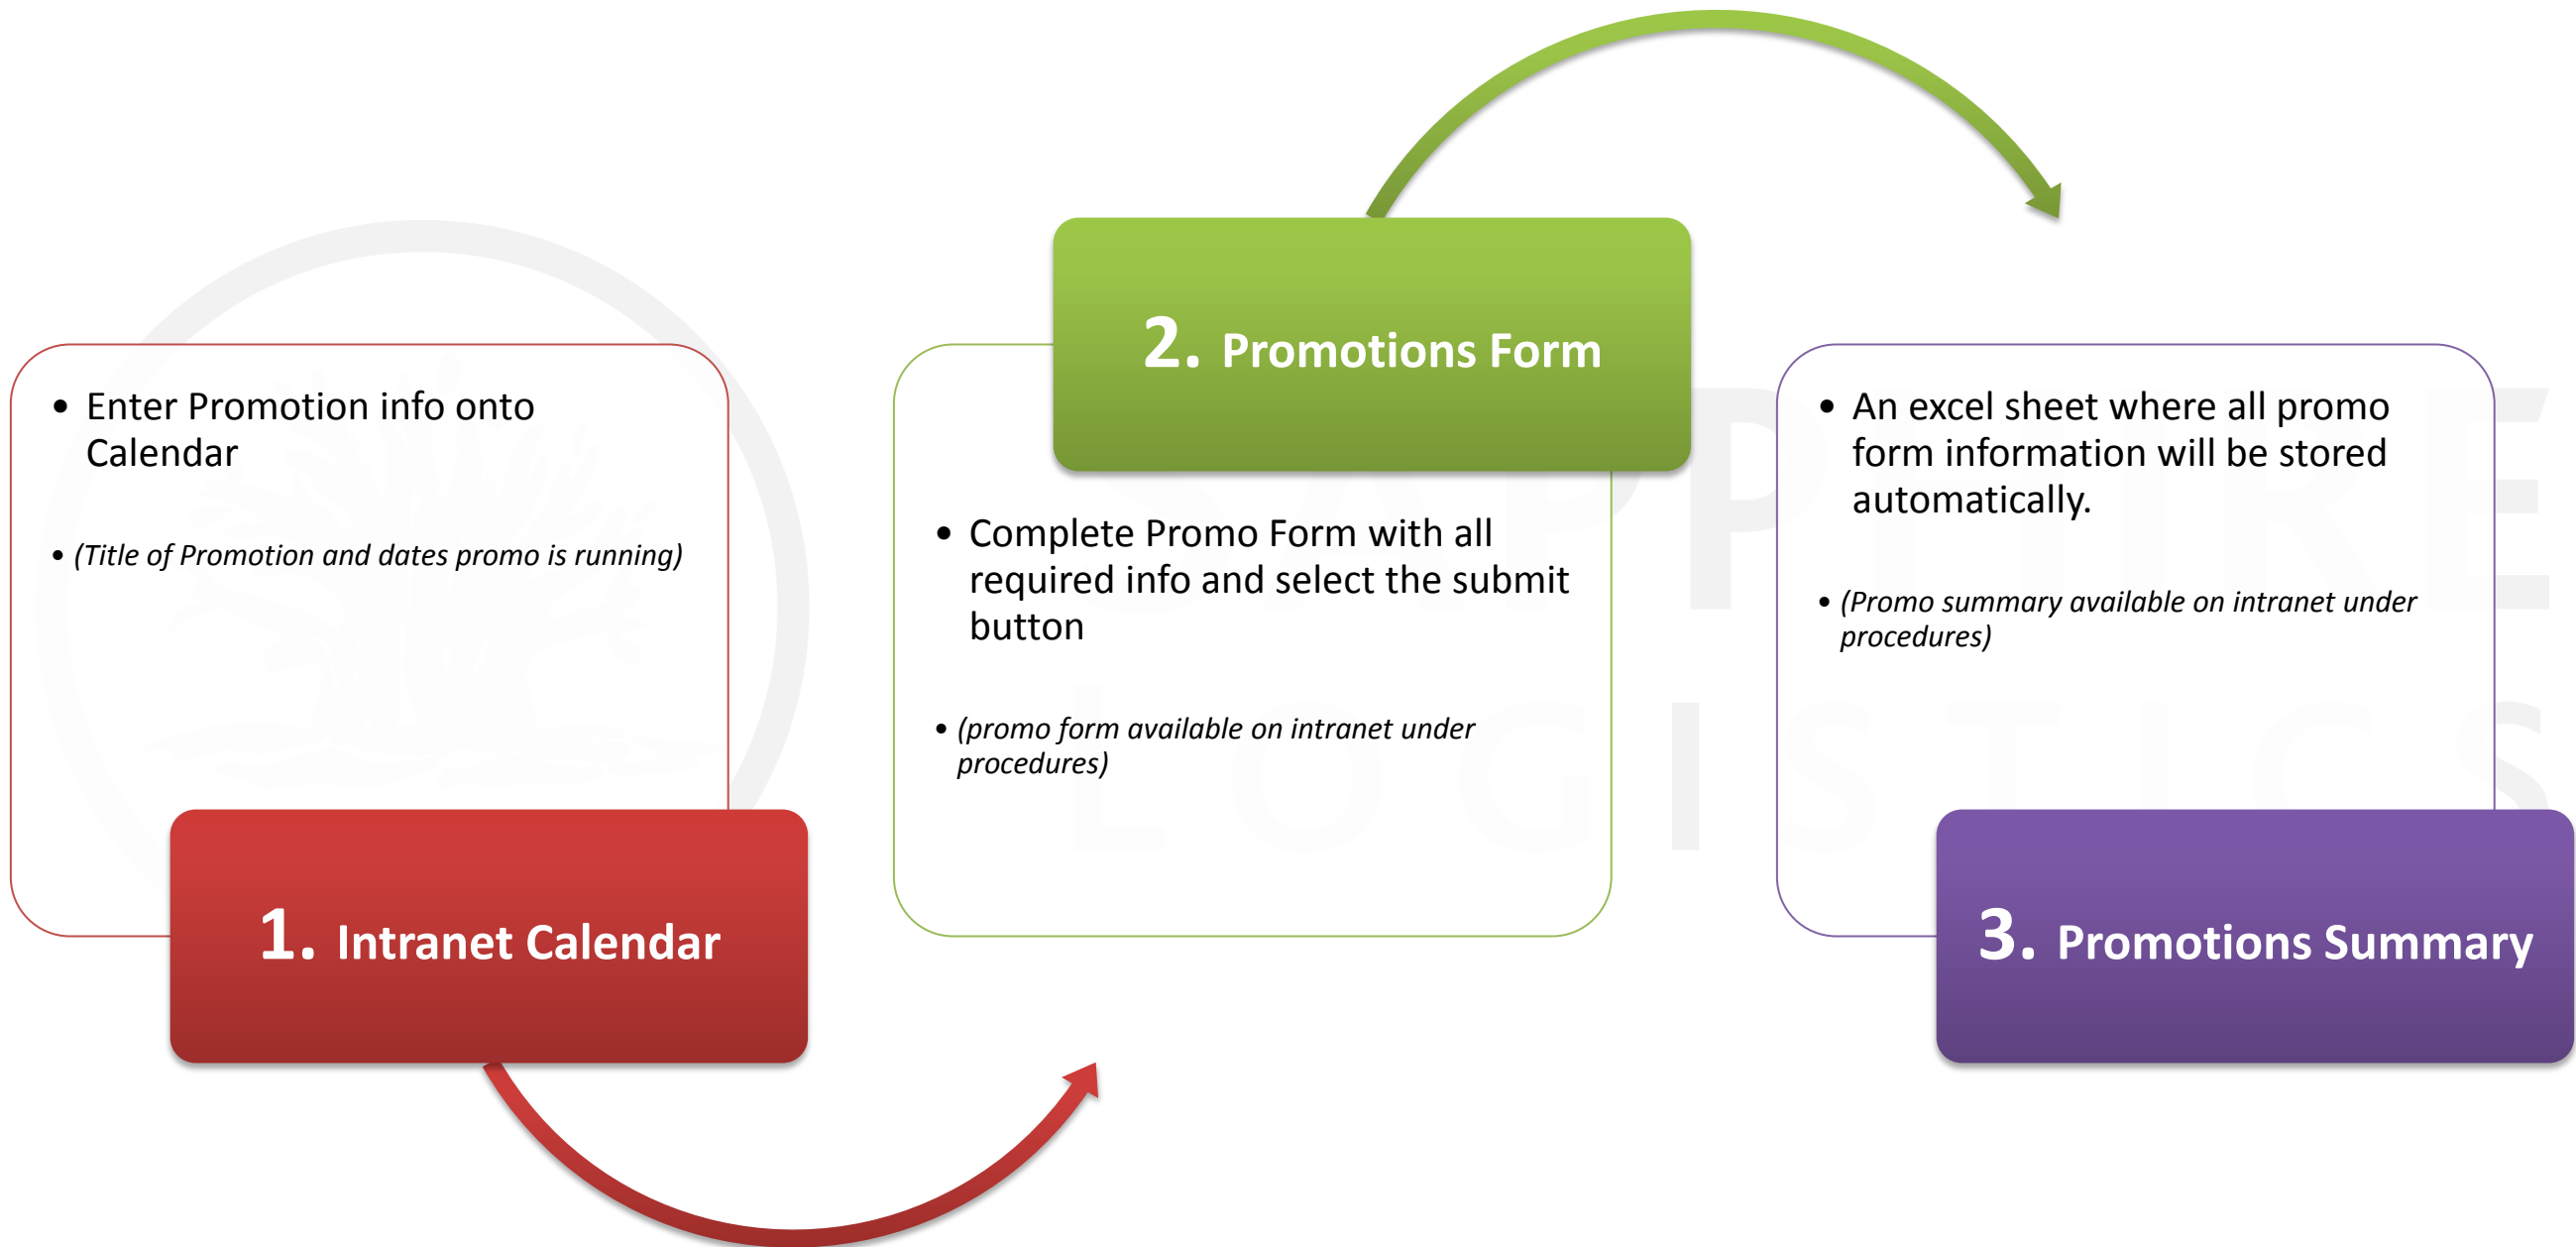 • Enter Promotion info onto
Calendar
• (Title of Promotion and dates promo is running)
1. Intranet Calendar
2. Promotions Form
• Complete Promo Form with all
required info and select the submit
button
• (promo form available on intranet under
procedures)
• An excel sheet where all promo
form information will be stored
automatically.
• (Promo summary available on intranet under
procedures)
3. Promotions Summary
SAPPHIRE
LOGISTICS